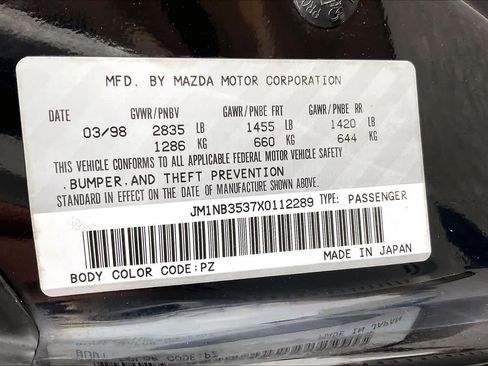 MFD. BY MAZDA MOTOR CORPORATION
DATE GVWR/PNBV GAWR/PNBE FRT GAWR/PNBE RR
03/98 2835 LB 1455 LB 1420 LB
1286 KG 660 KG 644 KG
THIS VEHICLE CONFORMS TO ALL APPLICABLE FEDERAL MOTOR VEHICLE SAFETY
.BUMPER.AND THEFT PREVENTION
STANDARD IN EFFECT ON THE DATE OF MANUFACTURE SHOWN ABOVE.
JM1NB3537X0112289 TYPE: PASSENGER
MADE IN JAPAN
BODY COLOR CODE:PZ